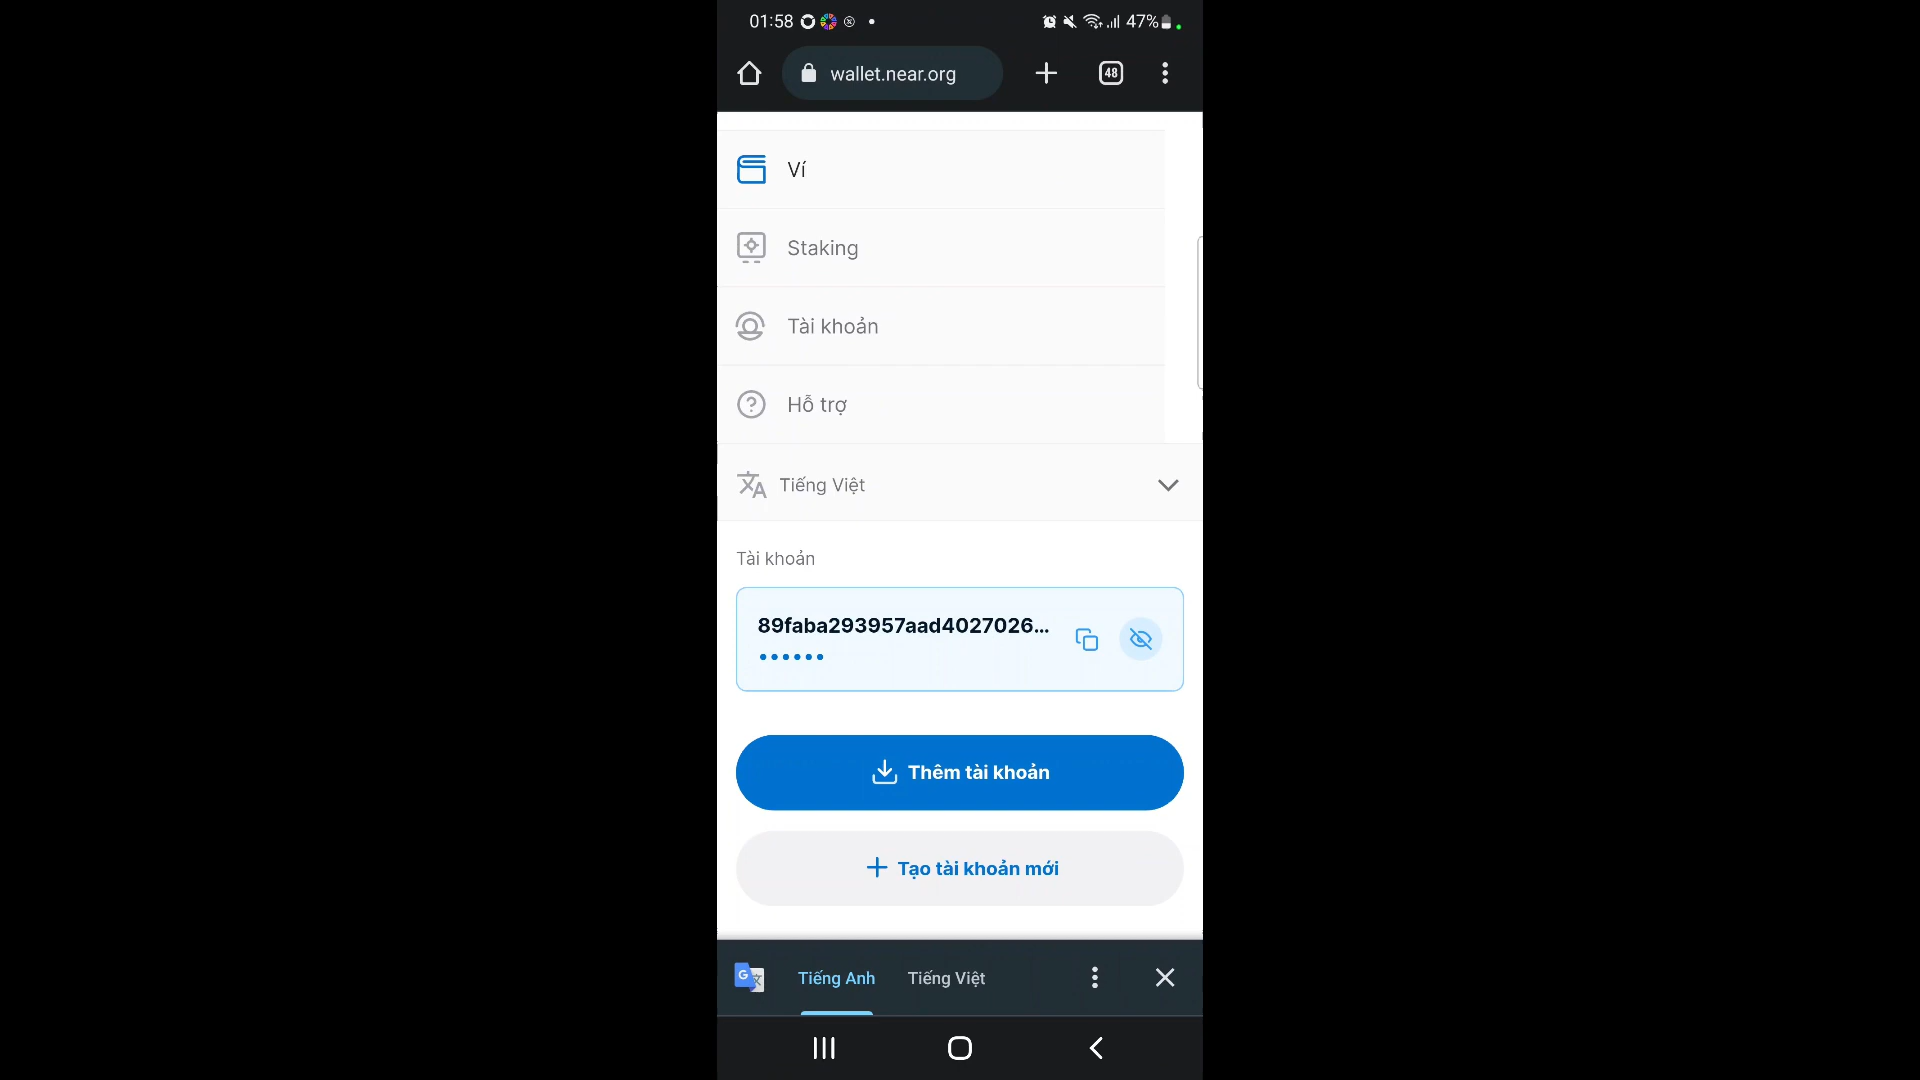 01:58
47%
wallet.near.org
48
Ví
Staking
Tài khoản
Hỗ trợ
Tiếng Việt
Tài khoản
89faba293957aad4027026...
Thêm tài khoản
Tạo tài khoản mới
Tiếng Anh
Tiếng Việt